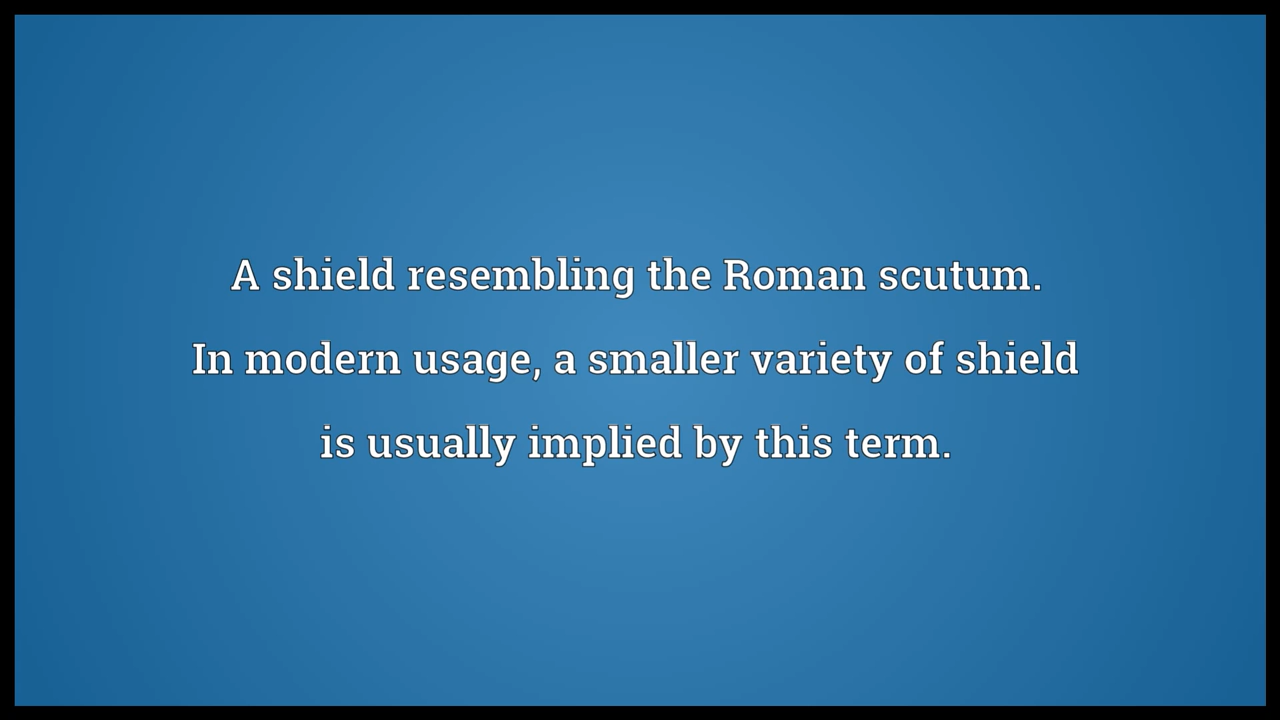 A shield resembling the Roman scutum.
In modern usage, a smaller variety of shield
is usually implied by this term.